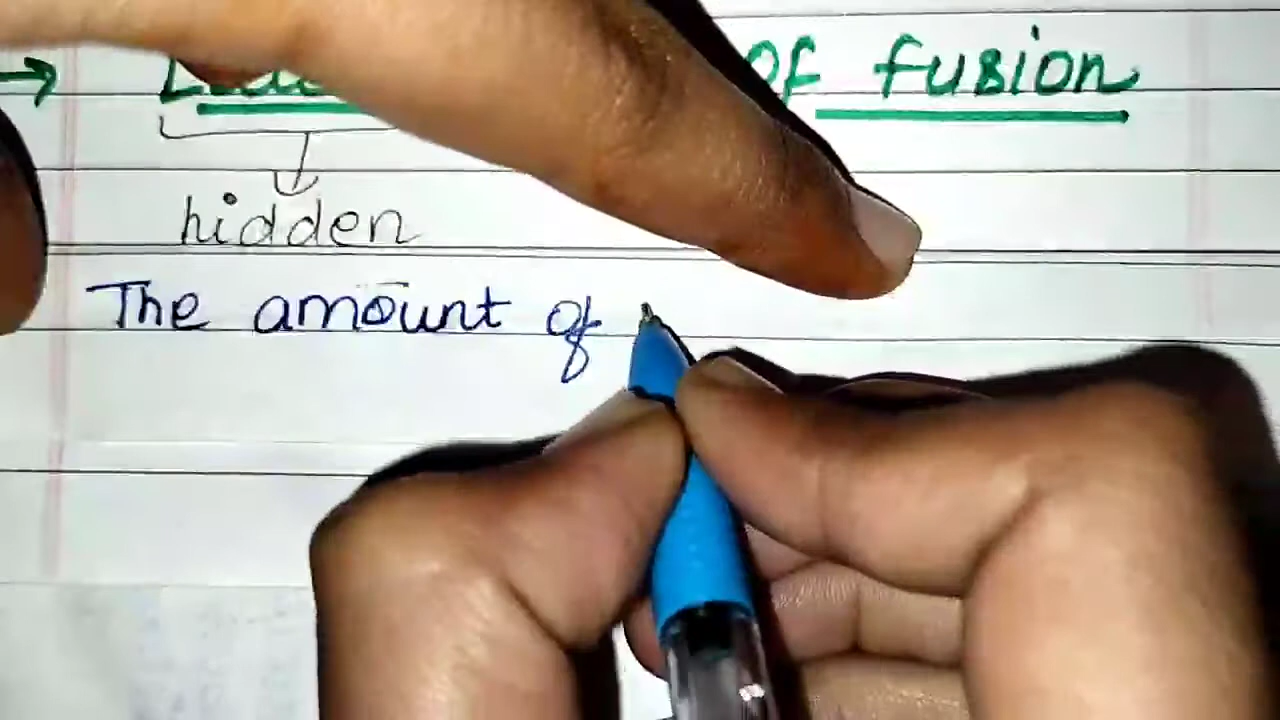 → of fusion
hidden
The amount of